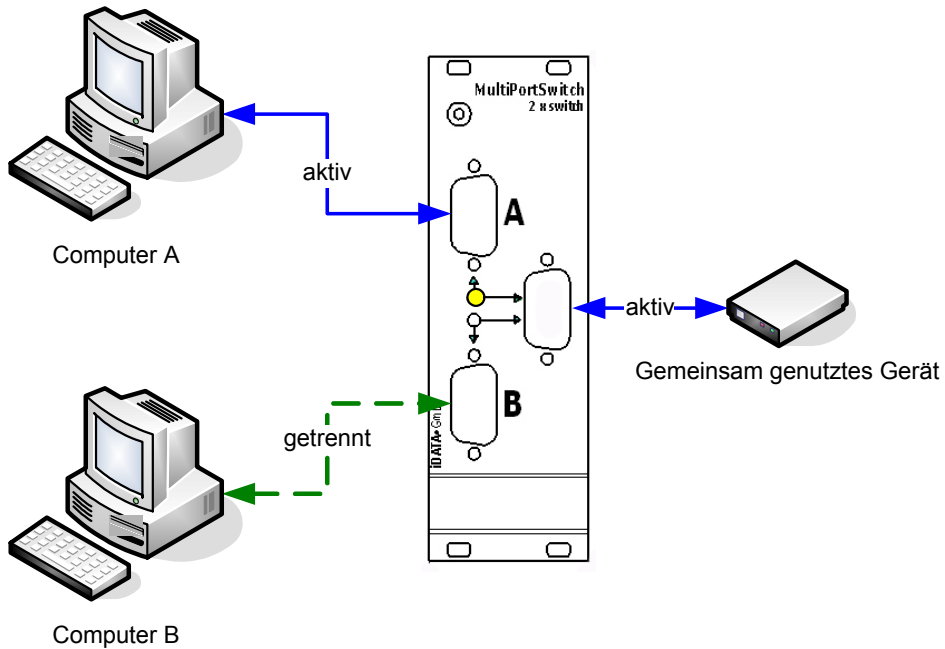 MultiPortSwitch
2 x switch
aktiv
A
Computer A
aktiv
Gemeinsam genutztes Gerät
B
getrennt
iDATA
Computer B